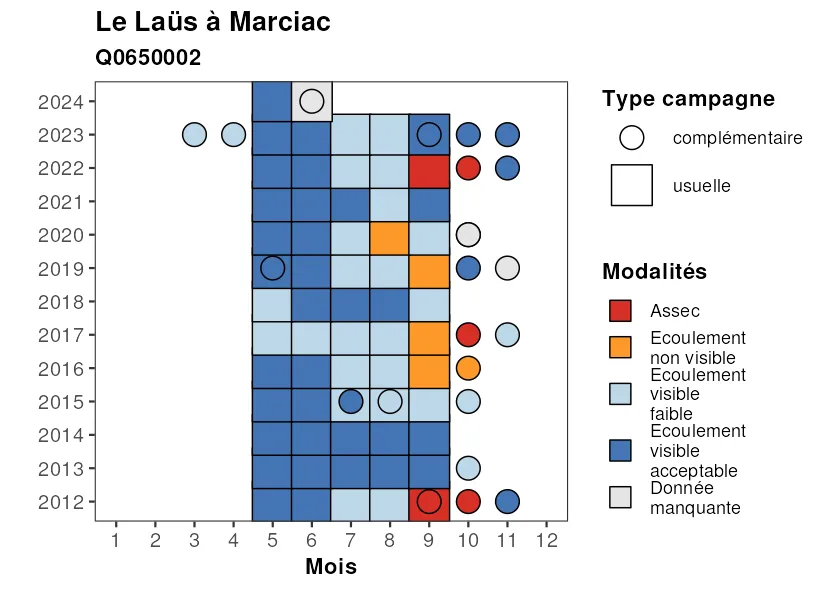 Le Laüs à Marciac
Q0650002
2024
2023
2022
2021
2020
2019
2018
2017
2016
2015
2014
2013
2012
1 2 3 4 5 6 7 8 9 10 11 12
Mois
Type campagne
complémentaire
usuelle
Modalités
Assec
Ecoulement
non visible
Ecoulement
visible
faible
Ecoulement
visible
acceptable
Donnée
manquante